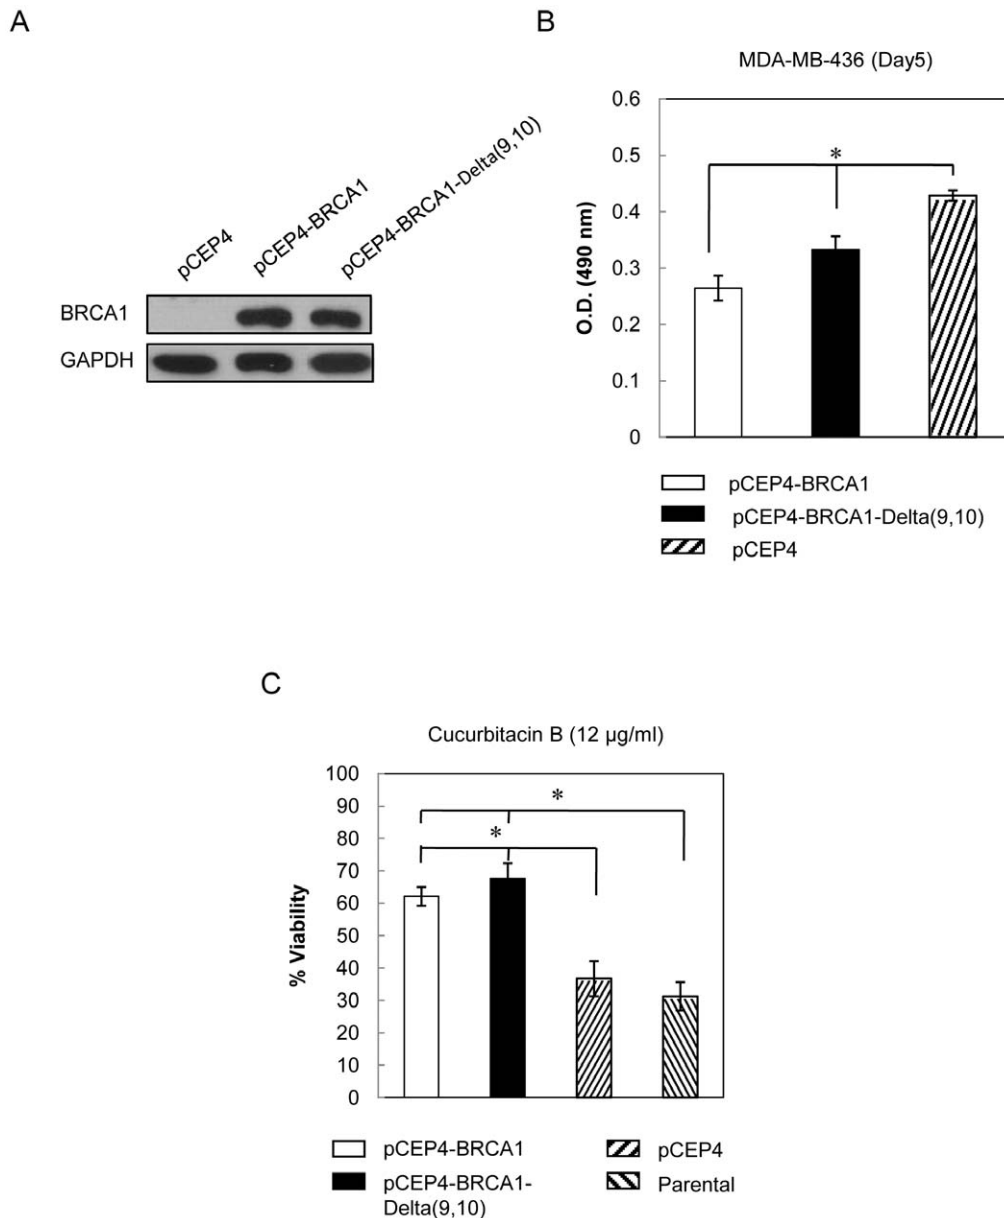 A
pCEP4
pCEP4-BRCA1
pCEP4-BRCA1-Delta(9,10)
BRCA1
GAPDH
B
MDA-MB-436 (Day5)
0.6
0.5
0.4
0.3
0.2
0.1
0
O.D. (490 nm)
*
pCEP4-BRCA1
pCEP4-BRCA1-Delta(9,10)
pCEP4
C
Cucurbitacin B (12 µg/ml)
100
90
80
70
60
50
40
30
20
10
0
% Viability
*
*
pCEP4-BRCA1
pCEP4-BRCA1-
Delta(9,10)
pCEP4
Parental